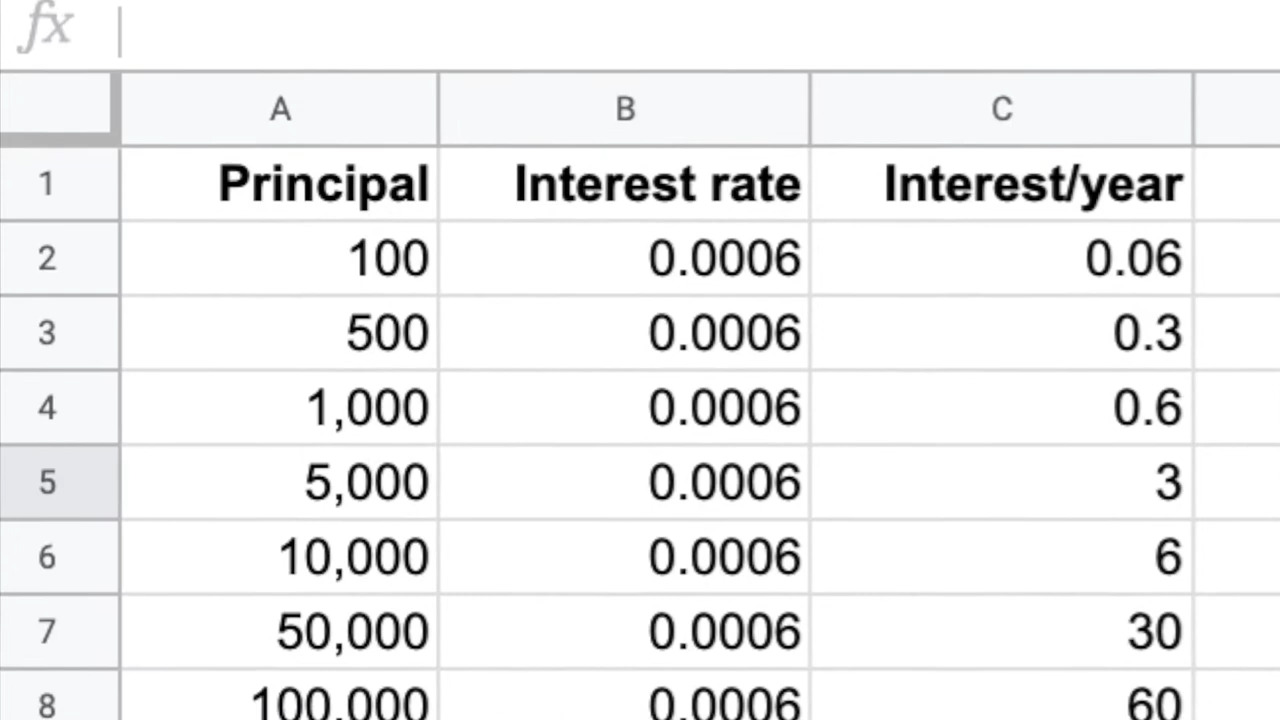 fx
A B C
1 Principal Interest rate Interest/year
2 100 0.0006 0.06
3 500 0.0006 0.3
4 1,000 0.0006 0.6
5 5,000 0.0006 3
6 10,000 0.0006 6
7 50,000 0.0006 30
8 100,000 0.0006 60